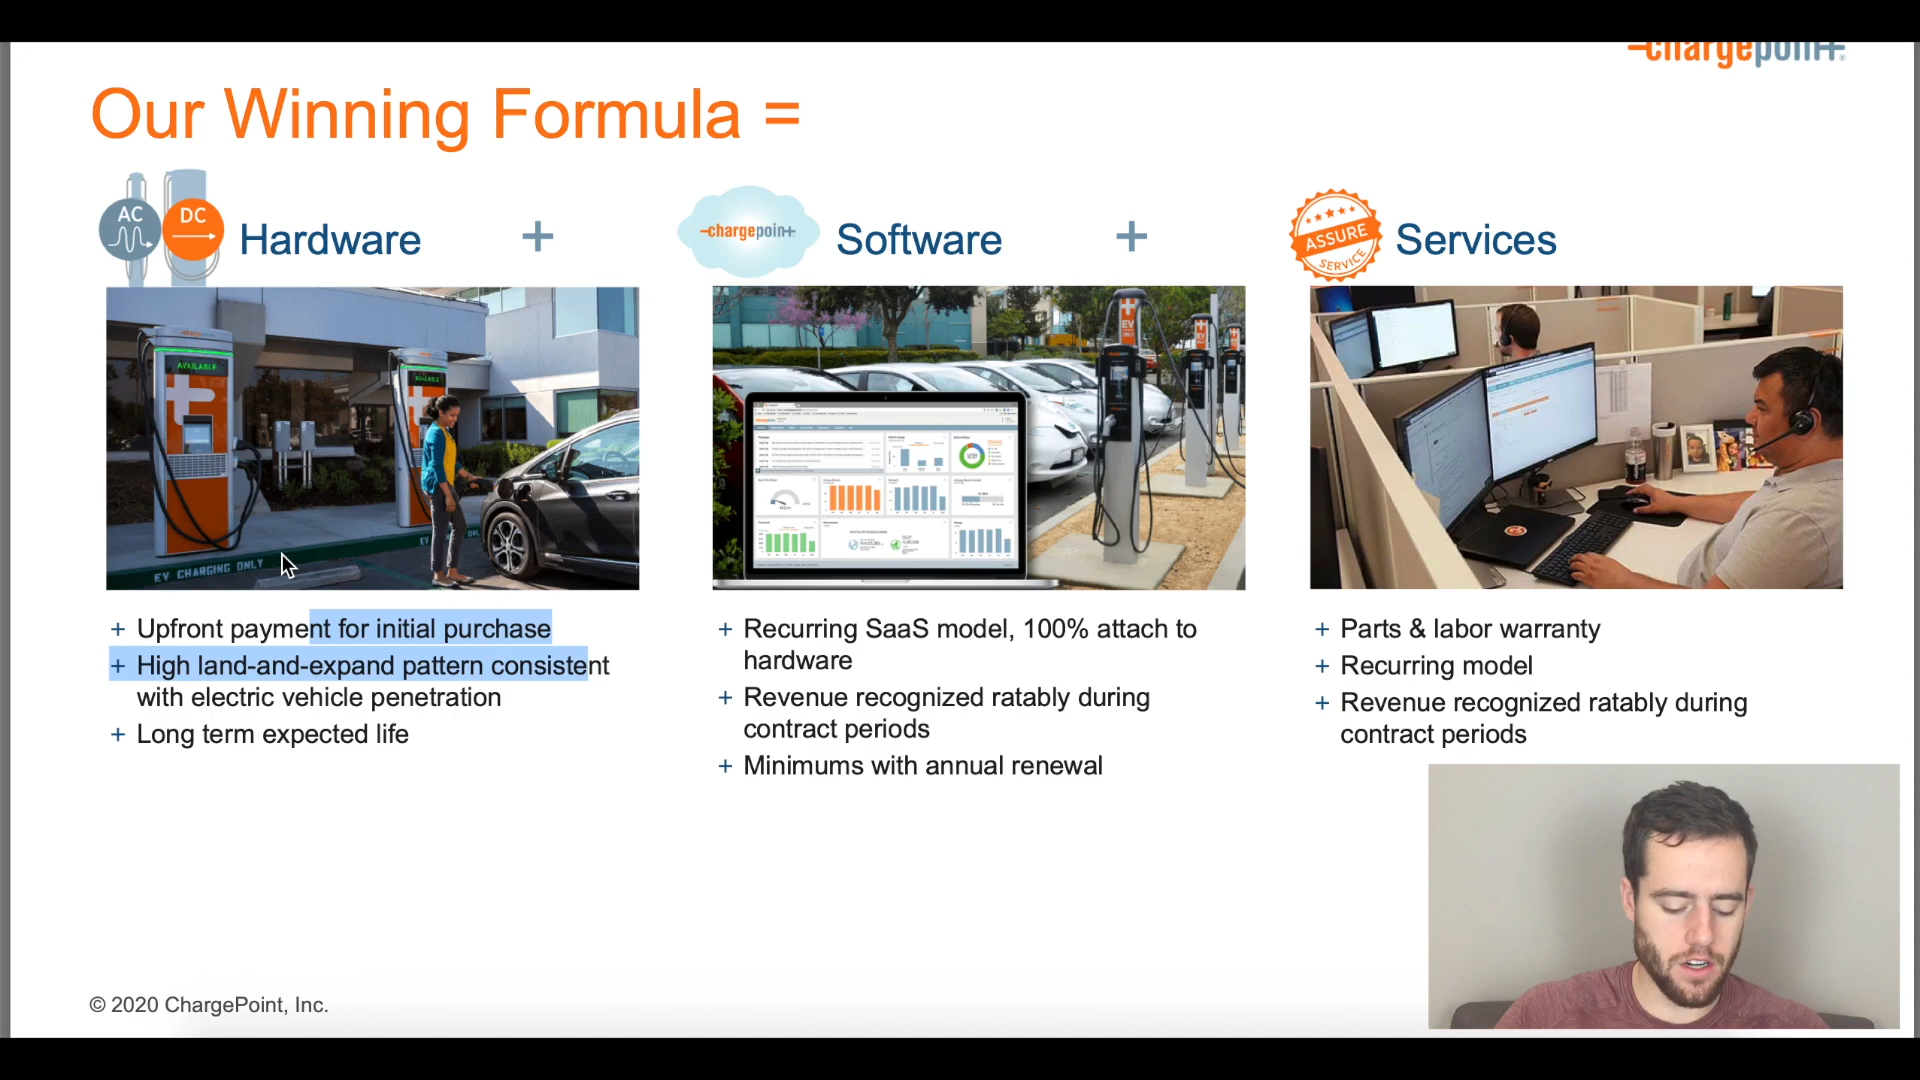 -chargepoin+
Our Winning Formula =
AC
DC
Hardware
+
-chargepoin+
Software
+
ASSURE
SERVICE
Services
AVAILABLE
AVAILABLE
EV CHARGING ONLY
EV
+ Upfront payment for initial purchase
+ High land-and-expand pattern consistent
with electric vehicle penetration
+ Long term expected life
+ Recurring SaaS model, 100% attach to
hardware
+ Revenue recognized ratably during
contract periods
+ Minimums with annual renewal
+ Parts & labor warranty
+ Recurring model
+ Revenue recognized ratably during
contract periods
© 2020 ChargePoint, Inc.